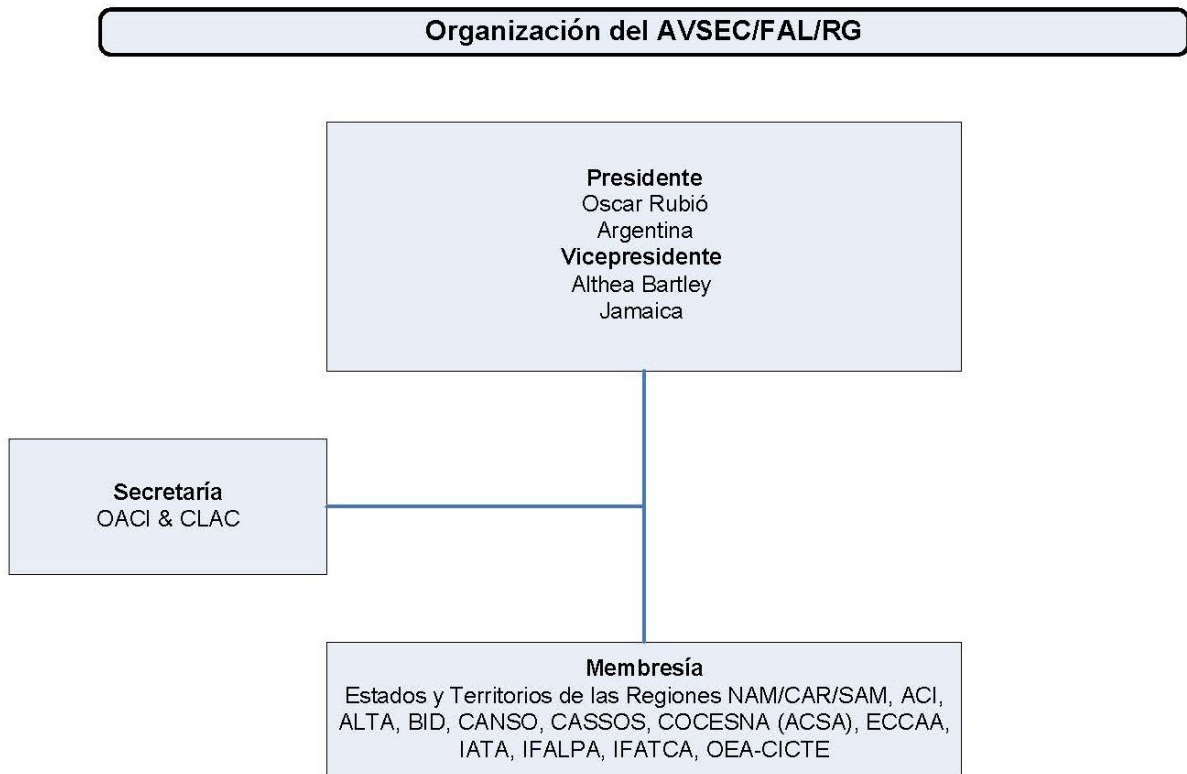 Organización del AVSEC/FAL/RG
Presidente
Oscar Rubió
Argentina
Vicepresidente
Althea Bartley
Jamaica
Secretaría
OACI & CLAC
Membresía
Estados y Territorios de las Regiones NAM/CAR/SAM, ACI,
ALTA, BID, CANSO, CASSOS, COCESNA (ACSA), ECCAA,
IATA, IFALPA, IFATCA, OEA-CICTE